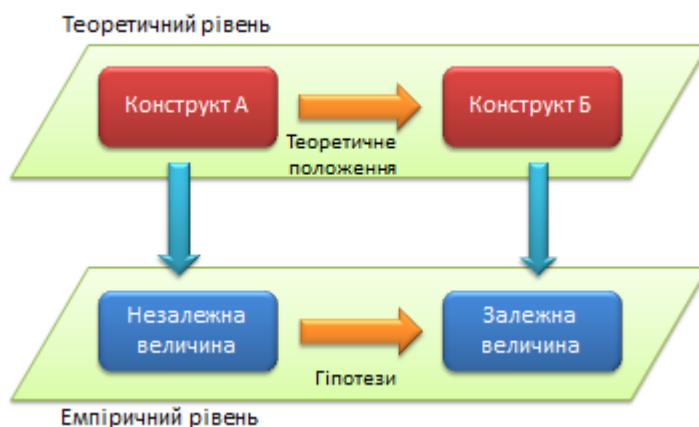 Теоретичний рівень
Конструкт А
Конструкт Б
Теоретичне
положення
Незалежна
величина
Залежна
величина
Гіпотези
Емпіричний рівень